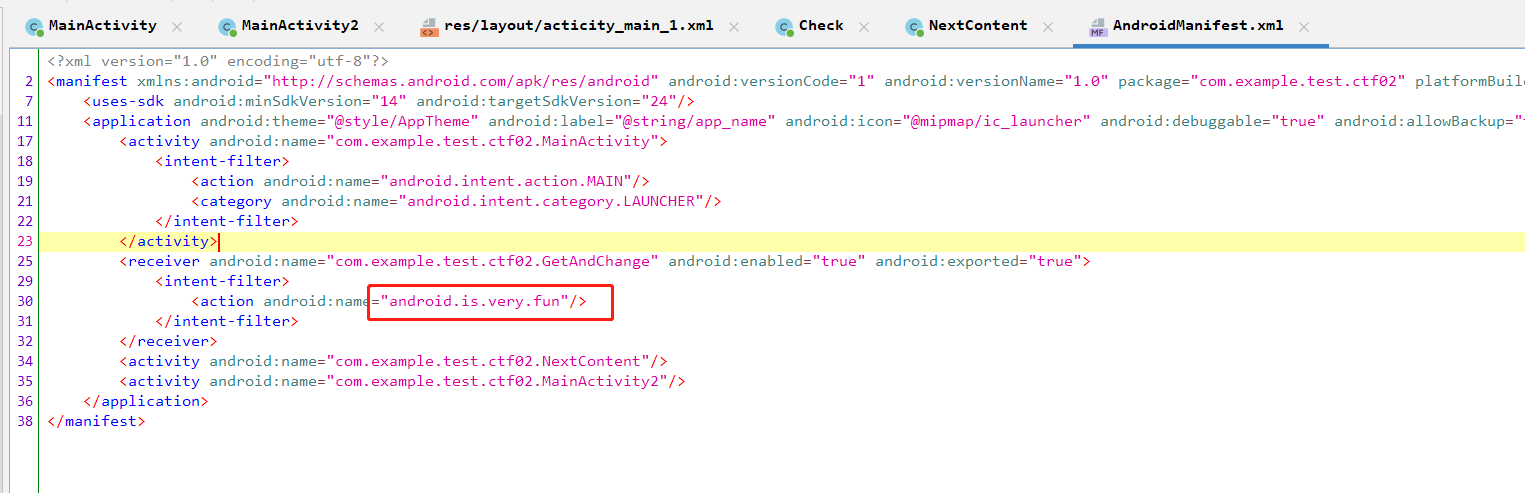 MainActivity MainActivity2 res/layout/acticity_main_1.xml Check NextContent AndroidManifest.xml
<?xml version="1.0" encoding="utf-8"?>
2 <manifest xmlns:android="http://schemas.android.com/apk/res/android" android:versionCode="1" android:versionName="1.0" package="com.example.test.ctf02" platformBuil
7 <uses-sdk android:minSdkVersion="14" android:targetSdkVersion="24"/>
11 <application android:theme="@style/AppTheme" android:label="@string/app_name" android:icon="@mipmap/ic_launcher" android:debuggable="true" android:allowBackup="
17 <activity android:name="com.example.test.ctf02.MainActivity">
18 <intent-filter>
19 <action android:name="android.intent.action.MAIN"/>
21 <category android:name="android.intent.category.LAUNCHER"/>
22 </intent-filter>
23 </activity>
25 <receiver android:name="com.example.test.ctf02.GetAndChange" android:enabled="true" android:exported="true">
29 <intent-filter>
30 <action android:name="android.is.very.fun"/>
31 </intent-filter>
32 </receiver>
34 <activity android:name="com.example.test.ctf02.NextContent"/>
35 <activity android:name="com.example.test.ctf02.MainActivity2"/>
36 </application>
38 </manifest>